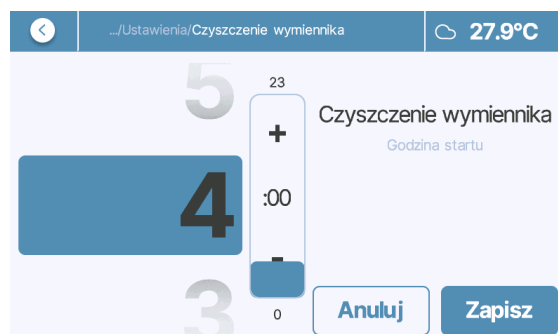 .../Ustawienia/Czyszczenie wymiennika
27.9°C
5
4
3
23
+
:00
-
0
Czyszczenie wymiennika
Godzina startu
Anuluj
Zapisz